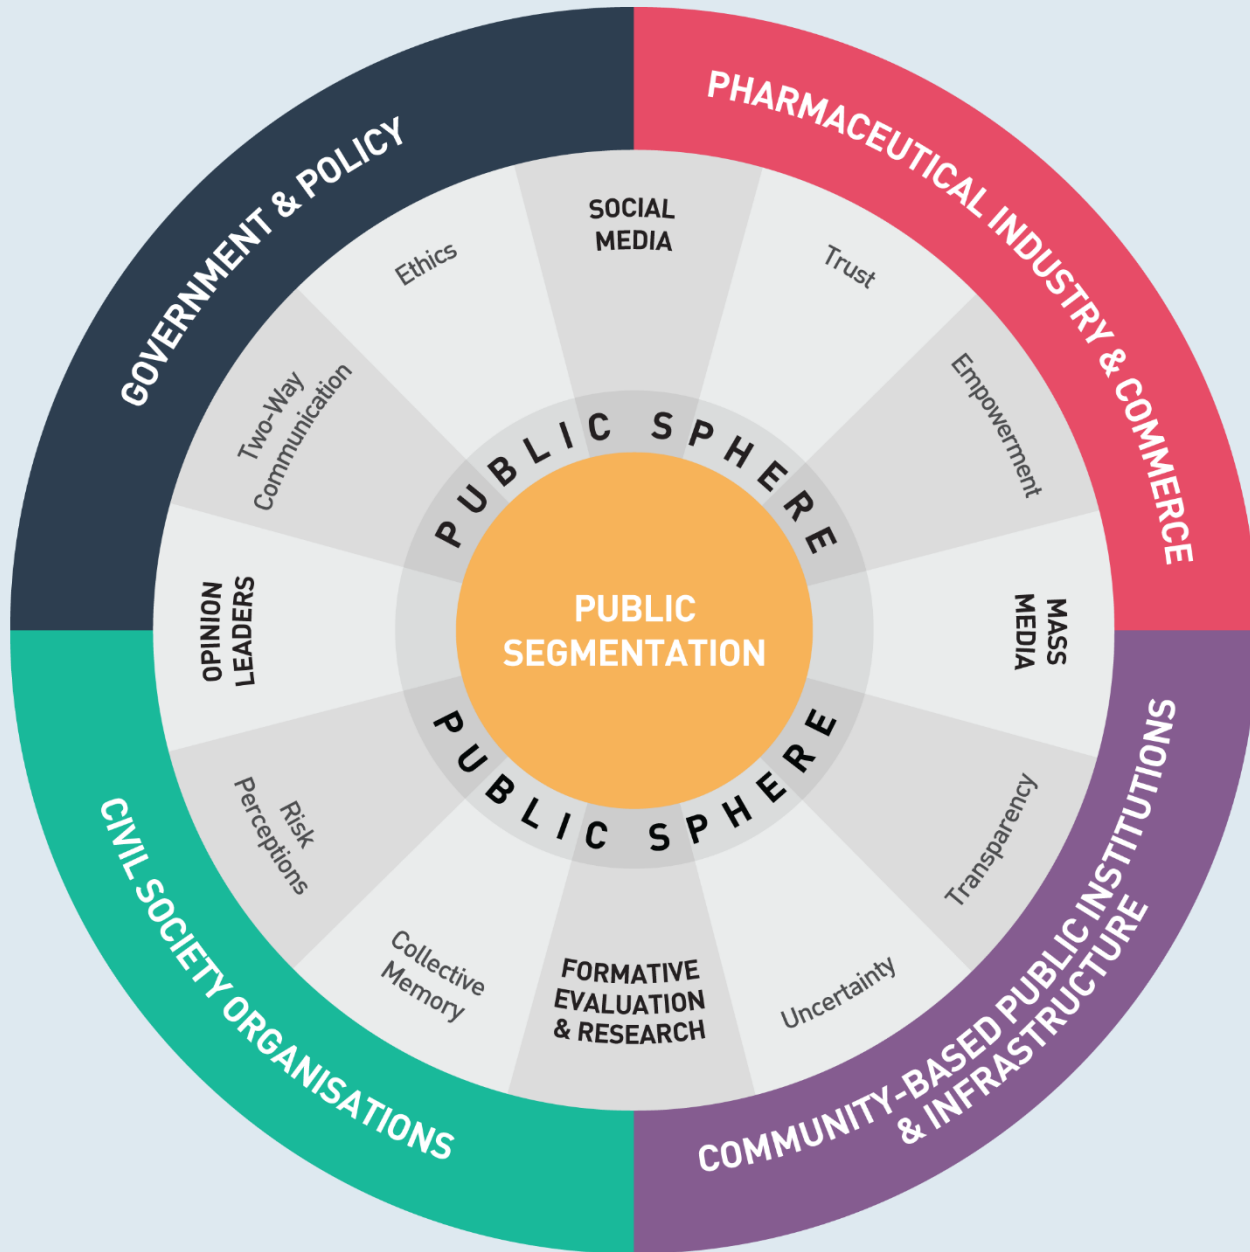 GOVERNMENT & POLICY
PHARMACEUTICAL INDUSTRY & COMMERCE
COMMUNITY-BASED PUBLIC INSTITUTIONS
& INFRASTRUCTURE
CIVIL SOCIETY ORGANISATIONS
SOCIAL
MEDIA
Trust
Empowerment
MASS
MEDIA
Transparency
Uncertainty
FORMATIVE
EVALUATION
& RESEARCH
Collective
Memory
Risk
Perceptions
OPINION
LEADERS
Two-Way
Communication
Ethics
PUBLIC SPHERE
PUBLIC
SEGMENTATION
PUBLIC SPHERE